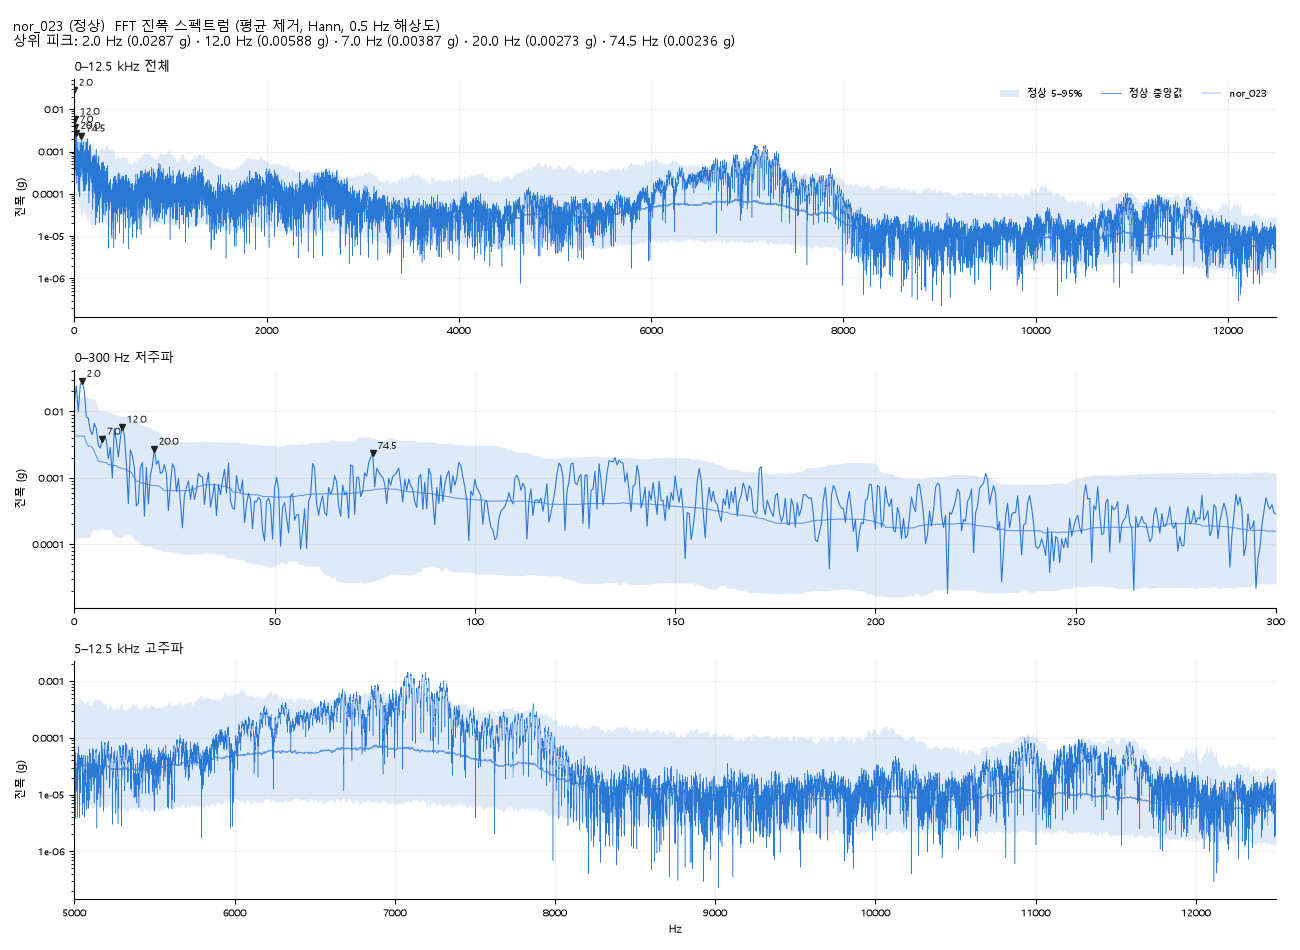 nor_023 (정상)  FFT 진폭 스펙트럼 (평균 제거, Hann, 0.5 Hz 해상도)
상위 피크: 2.0 Hz (0.0287 g) · 12.0 Hz (0.00588 g) · 7.0 Hz (0.00387 g) · 20.0 Hz (0.00273 g) · 74.5 Hz (0.00236 g)
0–12.5 kHz 전체
2.0
12.0
7.0
20.0
74.5
정상 5–95%
정상 중앙값
nor_023
진폭 (g)
0.01
0.001
0.0001
1e-05
1e-06
0 2000 4000 6000 8000 10000 12000
0–300 Hz 저주파
2.0
12.0
7.0
20.0
74.5
진폭 (g)
0.01
0.001
0.0001
0 50 100 150 200 250 300
5–12.5 kHz 고주파
진폭 (g)
0.001
0.0001
1e-05
1e-06
5000 6000 7000 8000 9000 10000 11000 12000
Hz